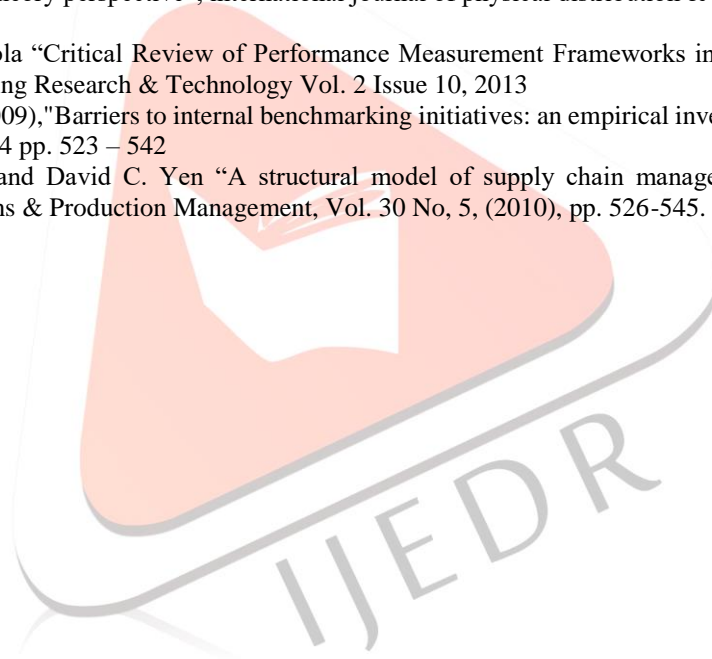 perspective", international journal of physical distribution
ola “Critical Review of Performance Measurement Frameworks in
ng Research & Technology Vol. 2 Issue 10, 2013
09),"Barriers to internal benchmarking initiatives: an empirical inve
4 pp. 523 – 542
and David C. Yen “A structural model of supply chain manage
ns & Production Management, Vol. 30 No, 5, (2010), pp. 526-545.
IJEDR